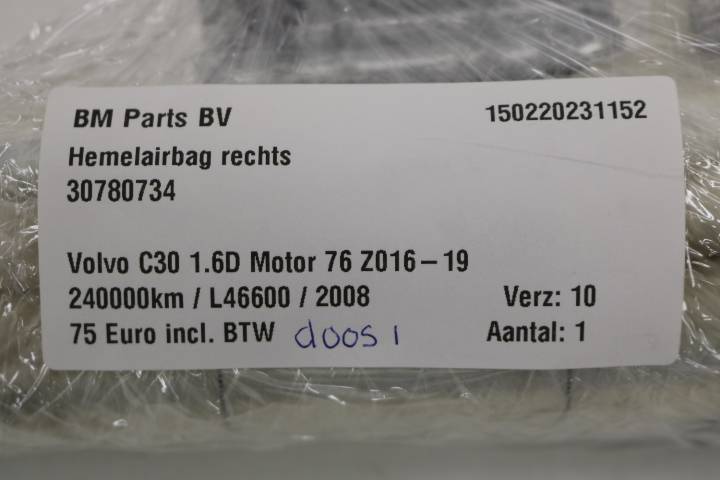 BM Parts BV 150220231152
Hemelairbag rechts
30780734
Volvo C30 1.6D Motor 76 Z016-19
240000km / L46600 / 2008 Verz: 10
75 Euro incl. BTW doos 1 Aantal: 1